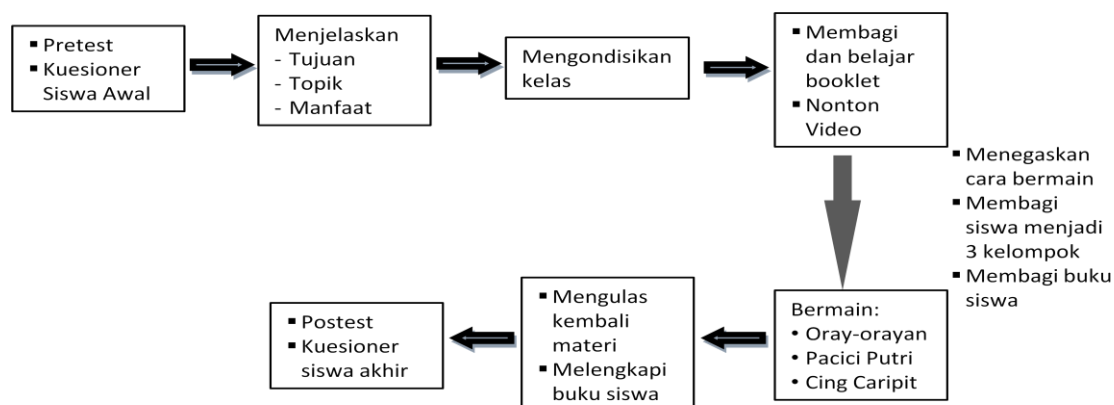 ▪ Pretest
▪ Kuesioner
Siswa Awal
Menjelaskan
- Tujuan
- Topik
- Manfaat
Mengondisikan
kelas
▪ Membagi
dan belajar
booklet
▪ Nonton
Video
▪ Menegaskan
cara bermain
▪ Membagi
siswa menjadi
3 kelompok
▪ Membagi buku
siswa
Bermain:
• Oray-orayan
• Pacici Putri
• Cing Caripit
▪ Mengulas
kembali
materi
▪ Melengkapi
buku siswa
▪ Postest
▪ Kuesioner
siswa akhir